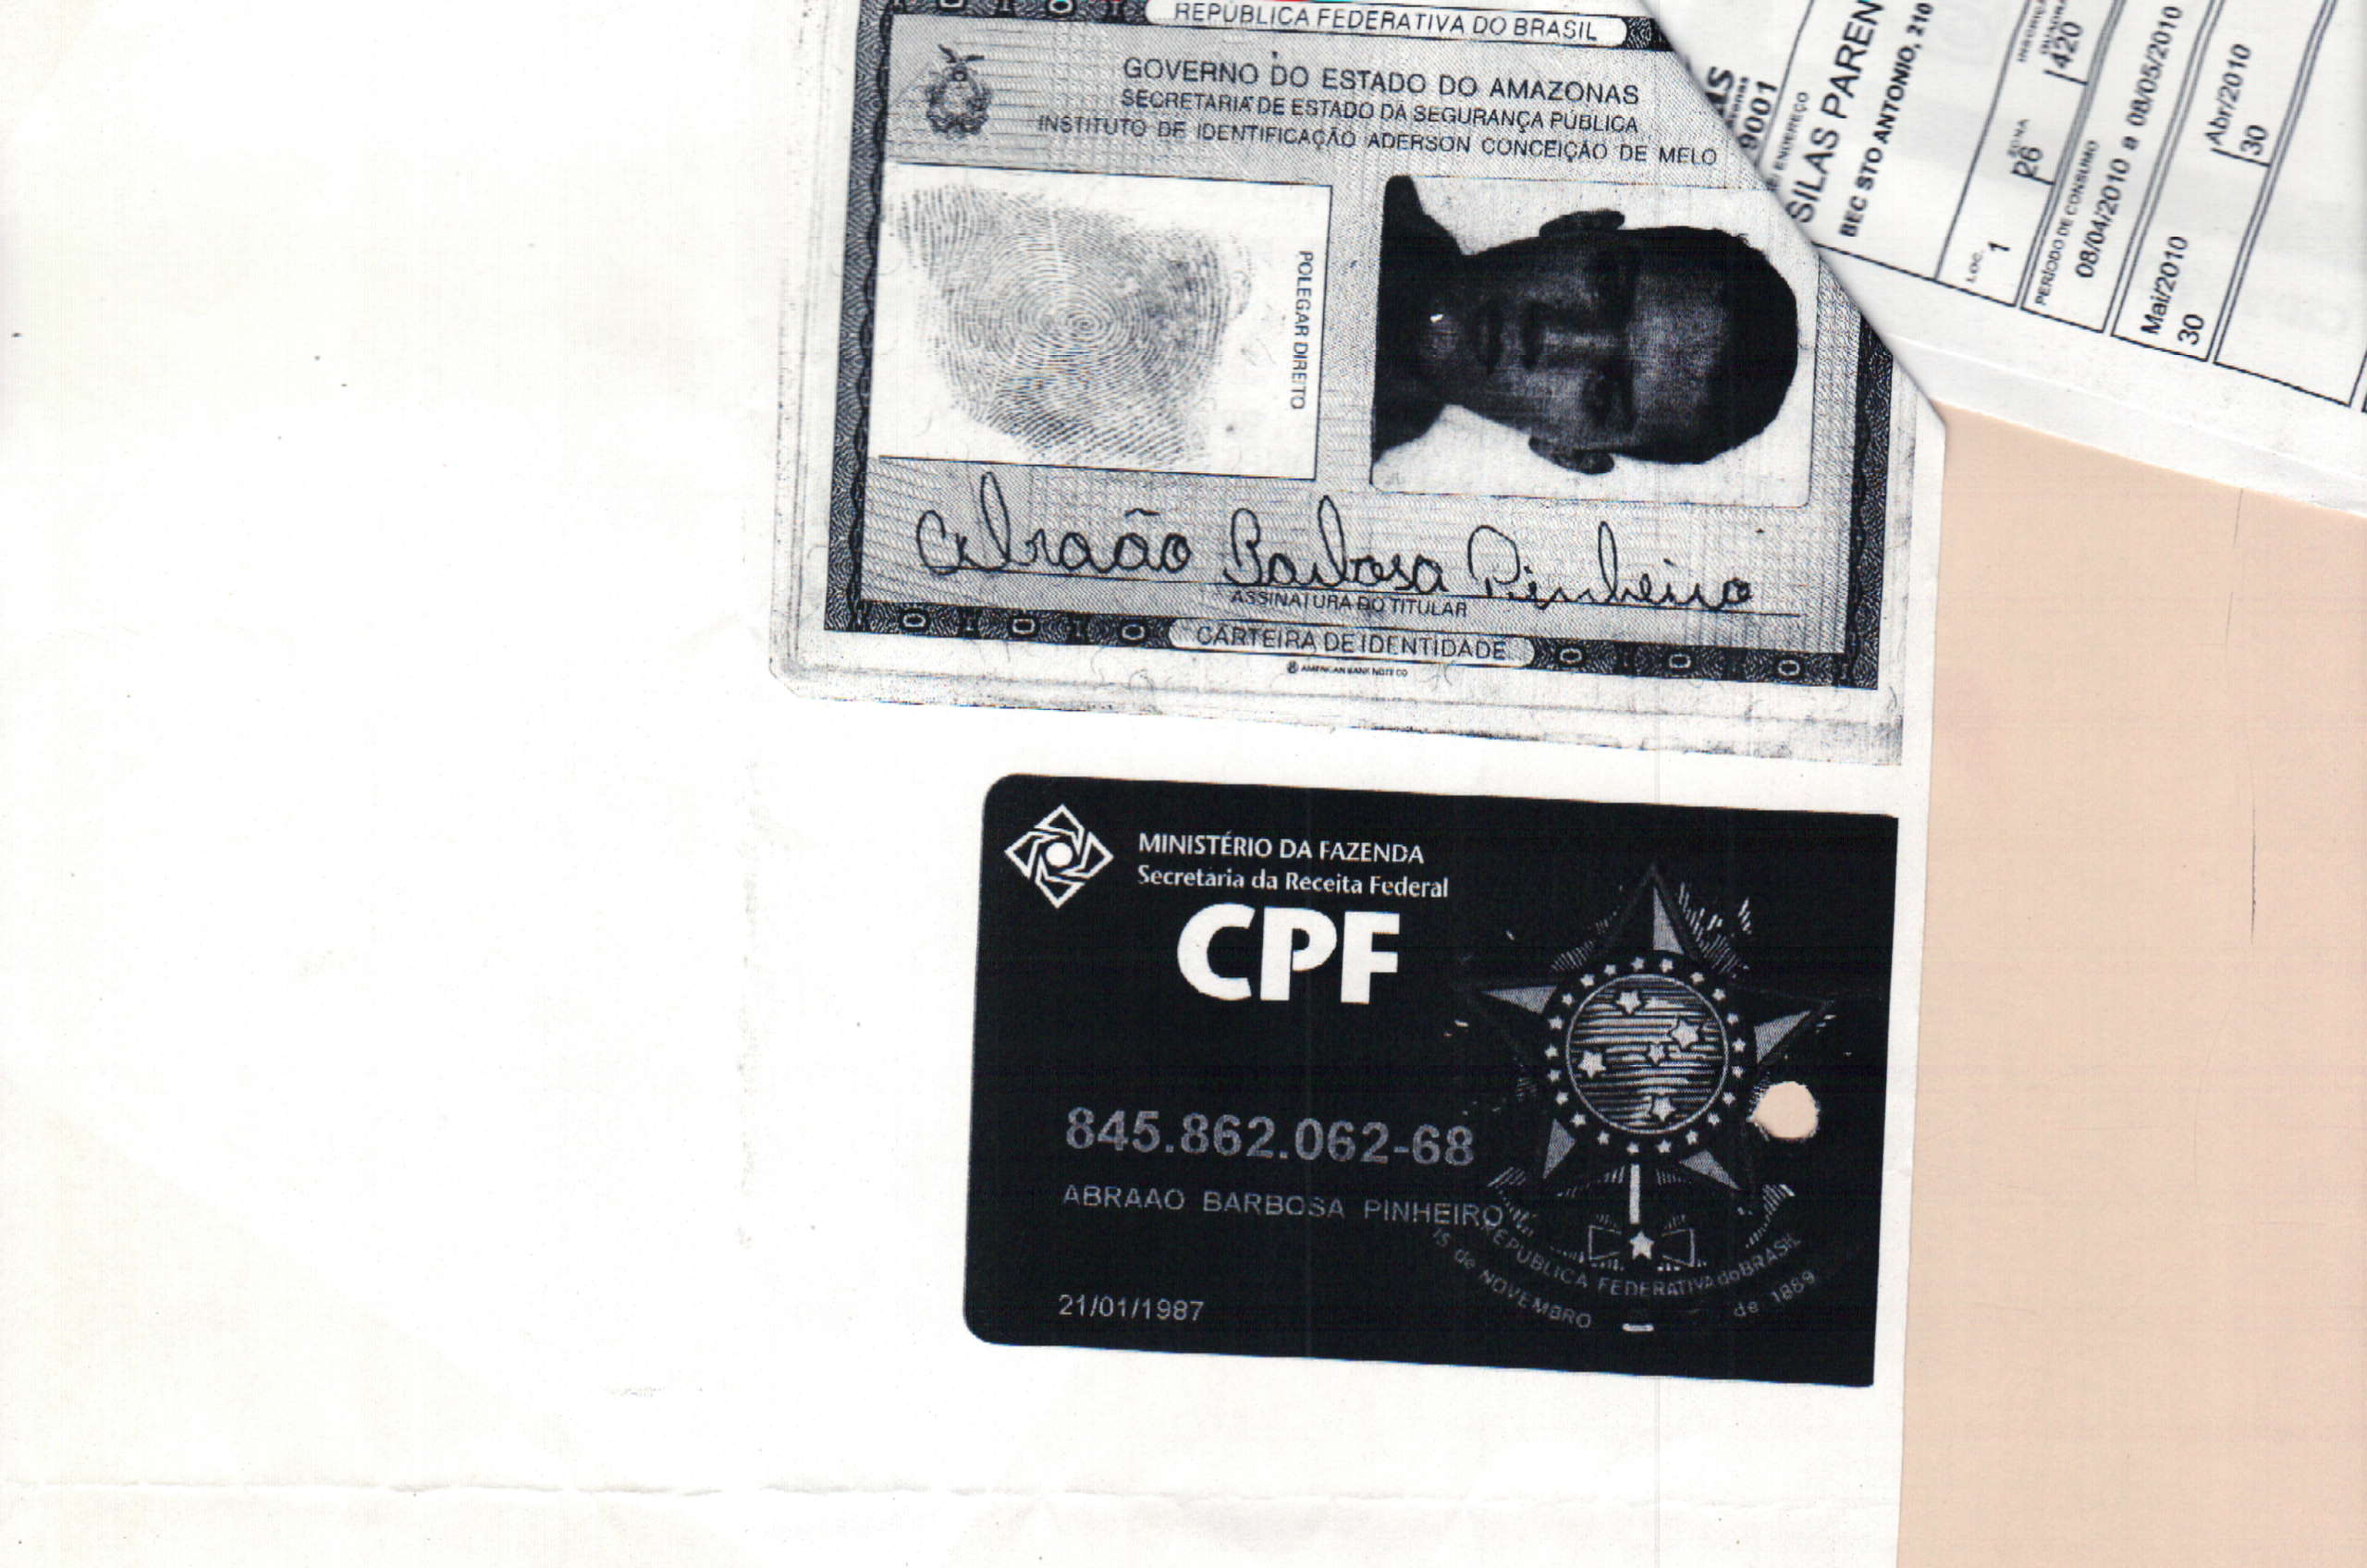 REPÚBLICA FEDERATIVA DO BRASIL
GOVERNO DO ESTADO DO AMAZONAS
SECRETARIA DE ESTADO DA SEGURANÇA PÚBLICA
INSTITUTO DE IDENTIFICAÇÃO ADERSON CONCEIÇÃO DE MELO
POLEGAR DIREITO
Abraão Barbosa Pinheiro
ASSINATURA DO TITULAR
CARTEIRA DE IDENTIDADE
AMERICAN BANK NOTE CO
MINISTÉRIO DA FAZENDA
Secretaria da Receita Federal
CPF
845.862.062-68
ABRAAO BARBOSA PINHEIRO
21/01/1987
REPÚBLICA FEDERATIVA do BRASIL
15 de NOVEMBRO de 1889
9001
ENDEREÇO
SILAS PAREN
BEC STO ANTONIO, 210
LOC.
1
ZONA
26
QUADRA
420
PERÍODO DE CONSUMO
08/04/2010 a 08/05/2010
Mai/2010
30
Abr/2010
30